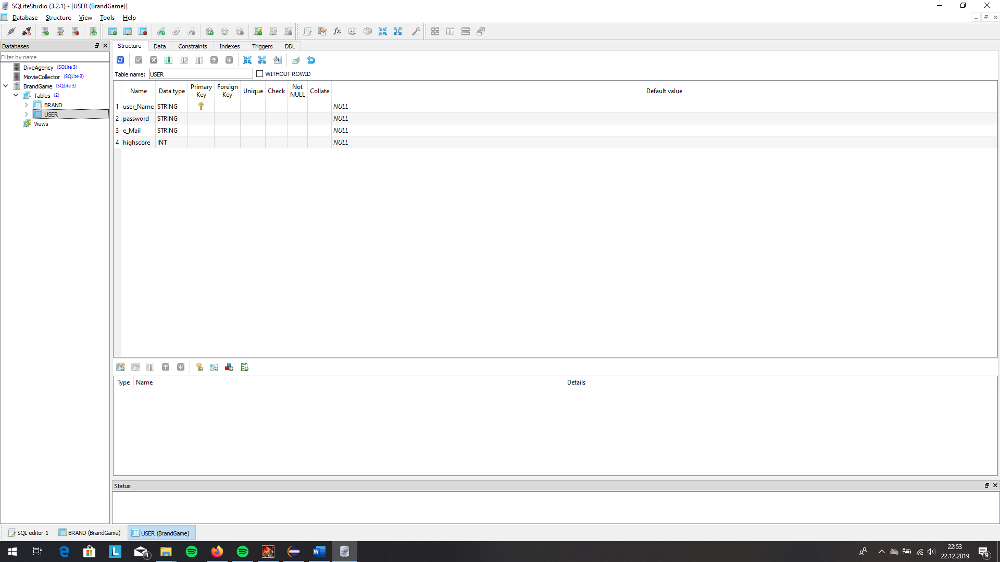 SQLiteStudio (3.2.1) - [USER (BrandGame)]
Database Structure View Tools Help
Databases
Filter by name
DiveAgency (SQLite 3)
MovieCollector (SQLite 3)
BrandGame (SQLite 3)
Tables (2)
BRAND
USER
Views
Structure Data Constraints Indexes Triggers DDL
Table name: USER WITHOUT ROWID
Name Data type Primary Key Foreign Key Unique Check Not NULL Collate Default value
1 user_Name STRING NULL
2 password STRING NULL
3 e_Mail STRING NULL
4 highscore INT NULL
Type Name Details
Status
SQL editor 1 BRAND (BrandGame) USER (BrandGame)
22:53
22.12.2019